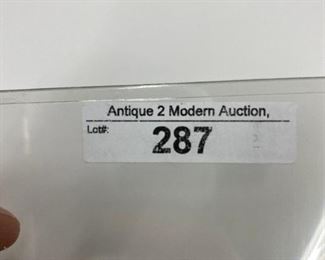 Antique 2 Modern Auction,
Lot#: 287